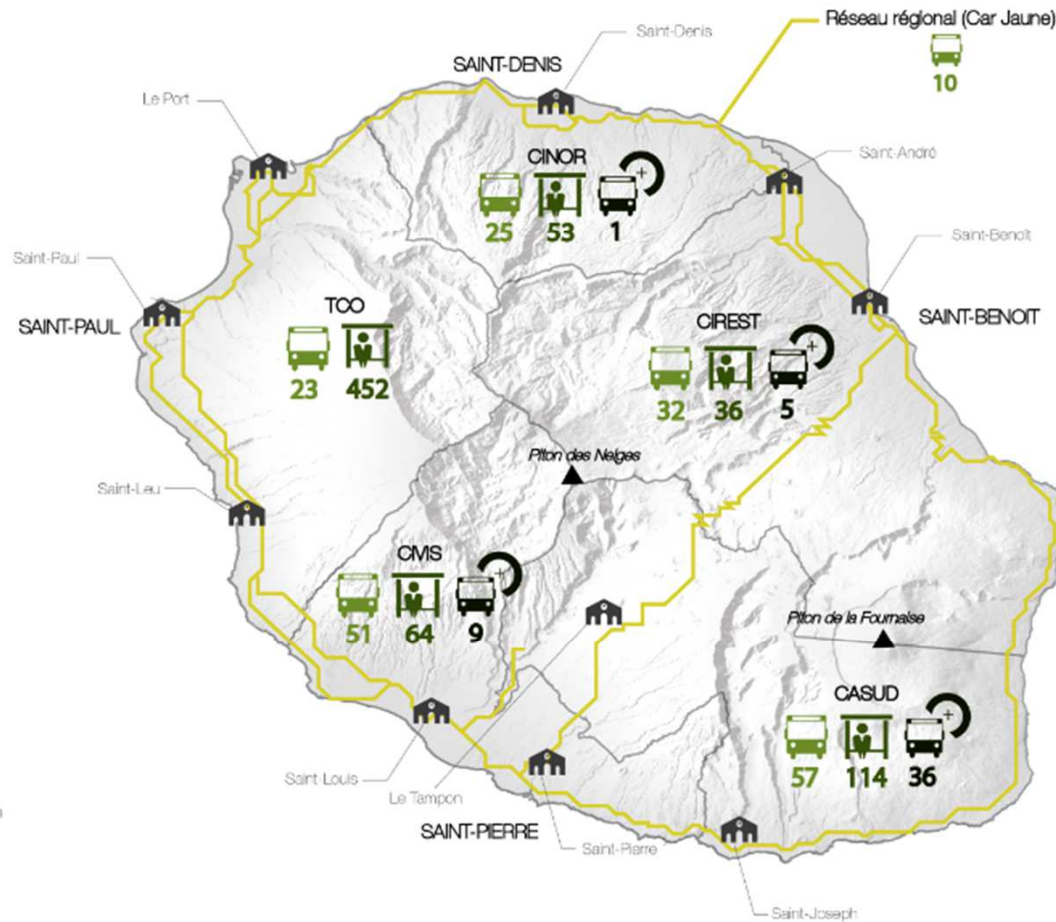 Réseau régional (Car Jaune)
10
Saint-Denis
SAINT-DENIS
Le Port
CINOR
25 53 1
Saint-André
Saint-Paul
SAINT-PAUL
TCO
23 452
Saint-Benoît
SAINT-BENOIT
CIREST
32 36 5
Piton des Neiges
Saint-Leu
CMS
51 64 9
Piton de la Fournaise
CASUD
57 114 36
Saint-Louis
Le Tampon
SAINT-PIERRE
Saint-Pierre
Saint-Joseph